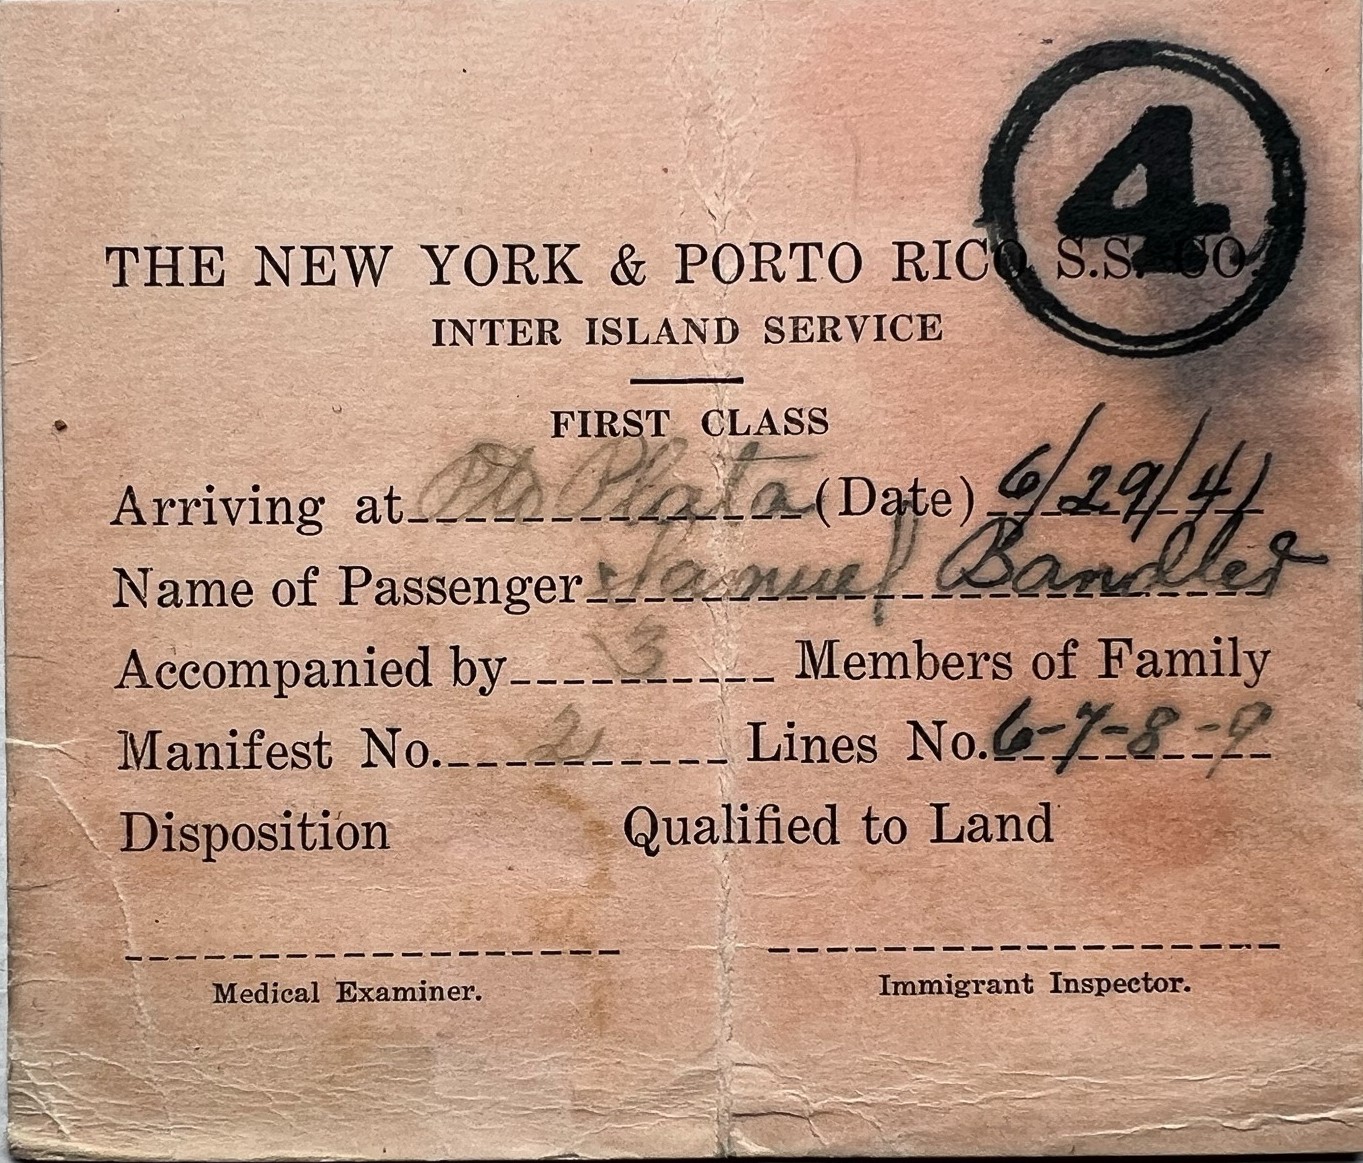 4
THE NEW YORK & PORTO RICO S.S. CO.
INTER ISLAND SERVICE
FIRST CLASS
Arriving at Pto Plata (Date) 6/29/41
Name of Passenger Samuel Bandler
Accompanied by 3 Members of Family
Manifest No. 2 Lines No. 6-7-8-9
Disposition Qualified to Land
Medical Examiner. Immigrant Inspector.